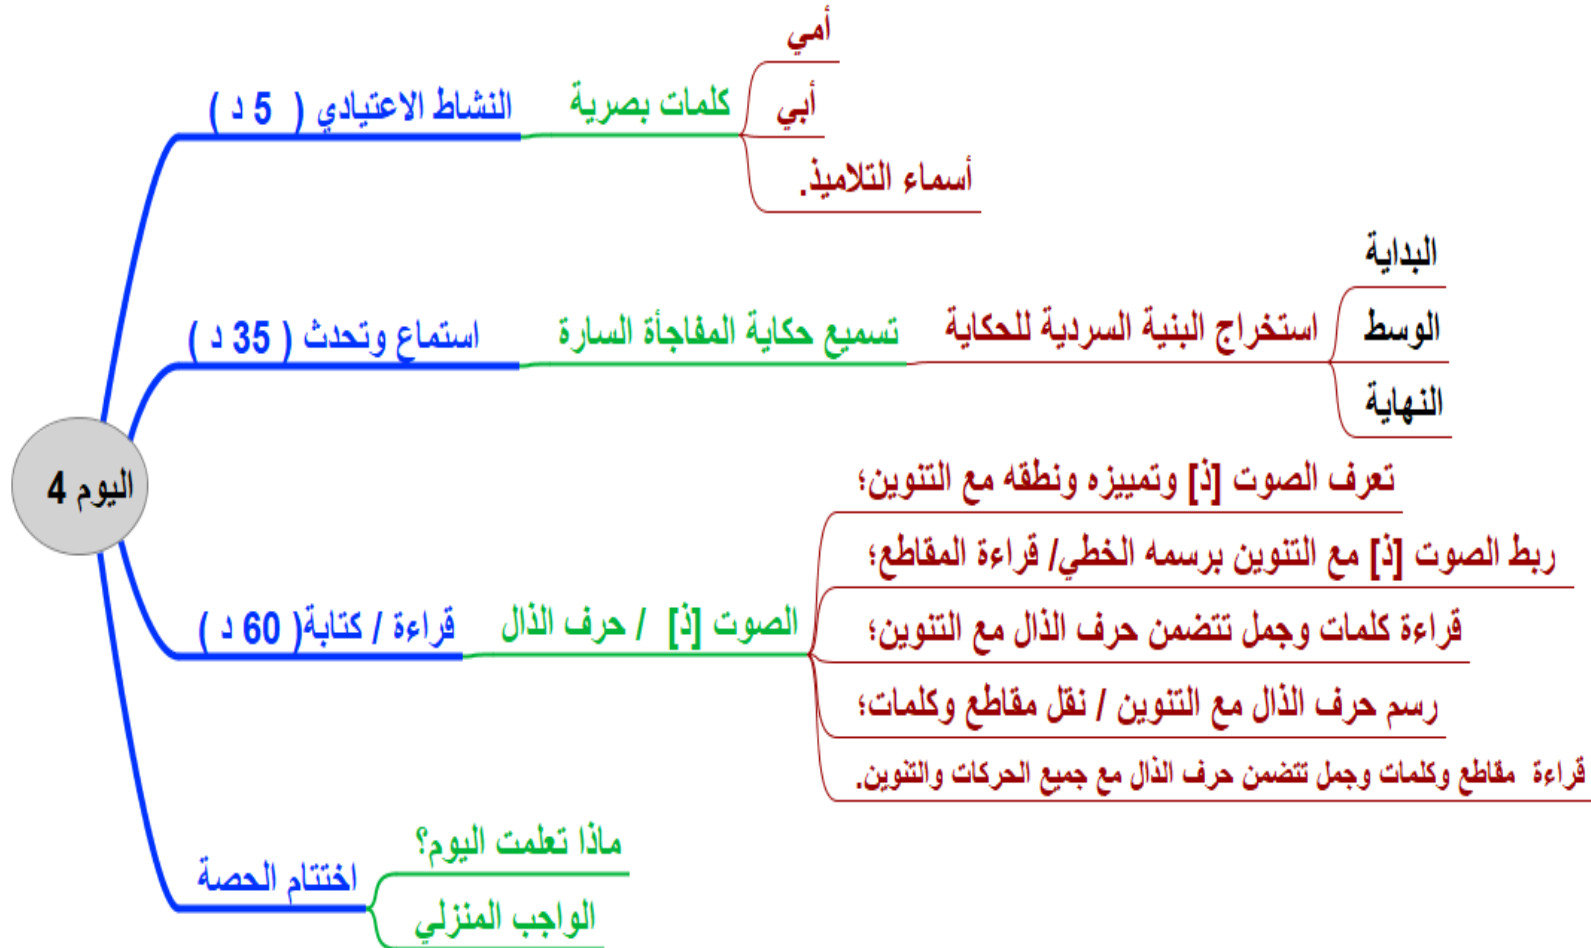 اليوم 4
النشاط الاعتيادي ( 5 د )
كلمات بصرية
أمي
أبي
أسماء التلاميذ.
استماع وتحدث ( 35 د )
تسميع حكاية المفاجأة السارة
استخراج البنية السردية للحكاية
البداية
الوسط
النهاية
قراءة / كتابة( 60 د )
الصوت [ذ] / حرف الذال
تعرف الصوت [ذ] وتمييزه ونطقه مع التنوين؛
ربط الصوت [ذ] مع التنوين برسمه الخطي/ قراءة المقاطع؛
قراءة كلمات وجمل تتضمن حرف الذال مع التنوين؛
رسم حرف الذال مع التنوين / نقل مقاطع وكلمات؛
قراءة مقاطع وكلمات وجمل تتضمن حرف الذال مع جميع الحركات والتنوين.
اختتام الحصة
ماذا تعلمت اليوم؟
الواجب المنزلي